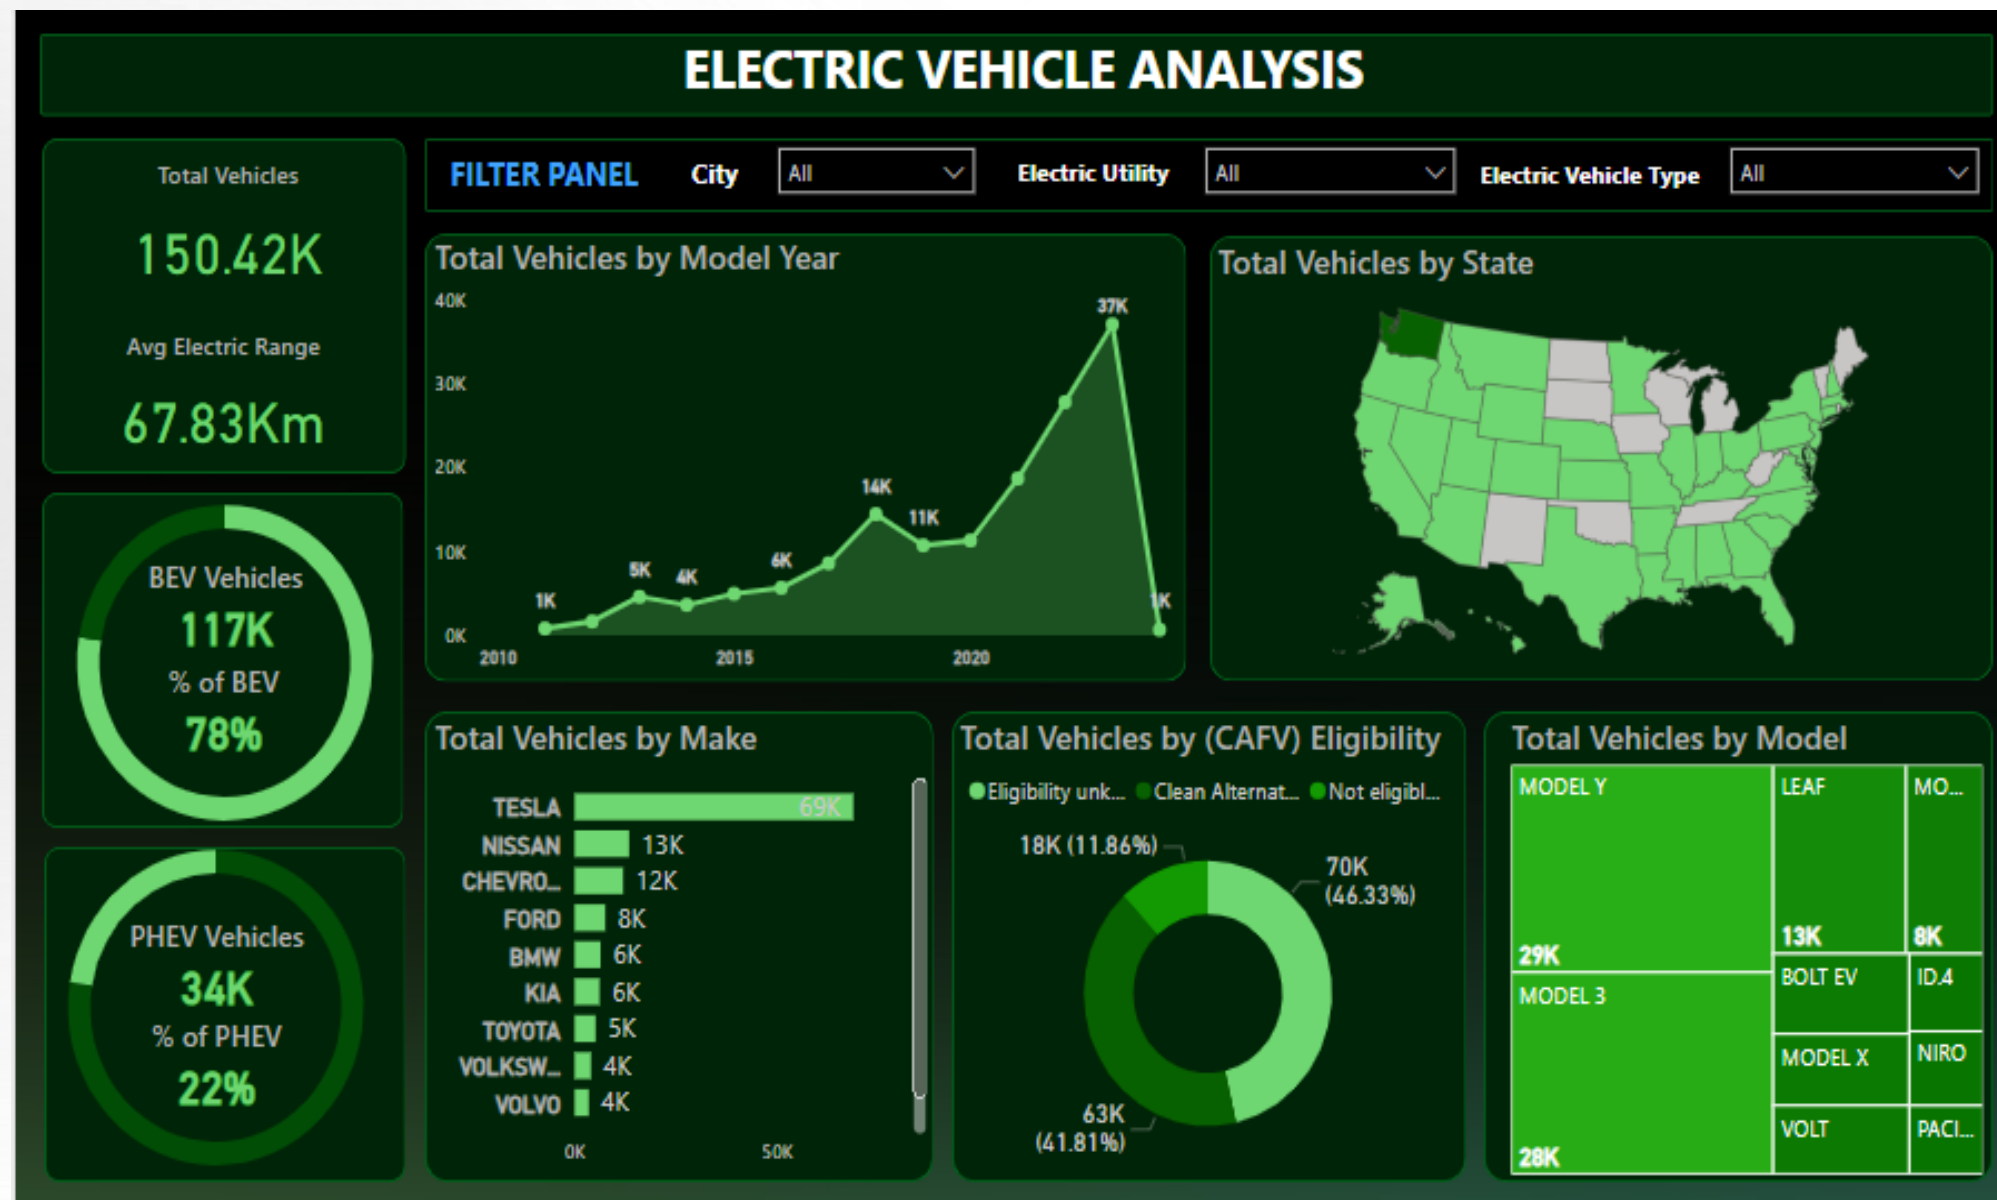 ELECTRIC VEHICLE ANALYSIS
Total Vehicles
150.42K
Avg Electric Range
67.83Km
FILTER PANEL City All Electric Utility All Electric Vehicle Type All
BEV Vehicles
117K
% of BEV
78%
PHEV Vehicles
34K
% of PHEV
22%
Total Vehicles by Model Year
40K
30K
20K
10K
0K
1K
5K
4K
6K
14K
11K
37K
1K
2010 2015 2020
Total Vehicles by State
Total Vehicles by Make
TESLA 69K
NISSAN 13K
CHEVRO... 12K
FORD 8K
BMW 6K
KIA 6K
TOYOTA 5K
VOLKSW... 4K
VOLVO 4K
0K 50K
Total Vehicles by (CAFV) Eligibility
Eligibility unk... Clean Alternat... Not eligibl...
18K (11.86%)
70K
(46.33%)
63K
(41.81%)
Total Vehicles by Model
MODEL Y
29K
MODEL 3
28K
LEAF
13K
MO...
8K
BOLT EV
ID.4
MODEL X
NIRO
VOLT
PACI...